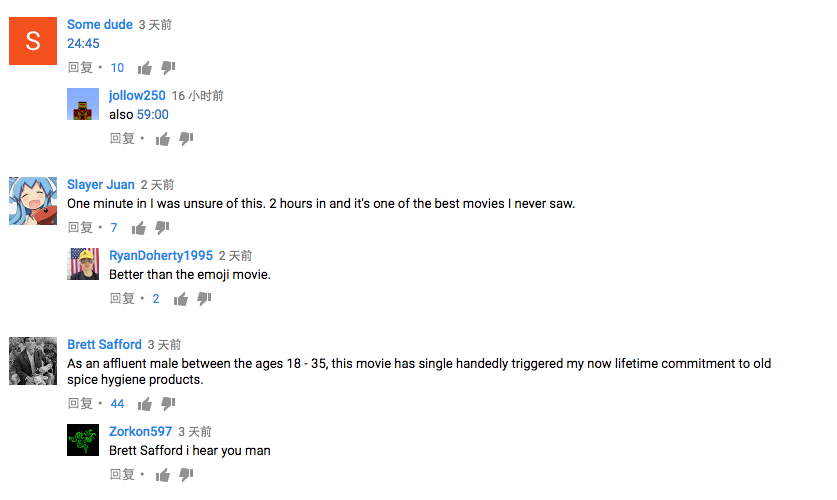 S
Some dude 3 天前
24:45
回复 • 10
jollow250 16 小时前
also 59:00
回复 •
Slayer Juan 2 天前
One minute in I was unsure of this. 2 hours in and it's one of the best movies I never saw.
回复 • 7
RyanDoherty1995 2 天前
Better than the emoji movie.
回复 • 2
Brett Safford 3 天前
As an affluent male between the ages 18 - 35, this movie has single handedly triggered my now lifetime commitment to old
spice hygiene products.
回复 • 44
Zorkon597 3 天前
Brett Safford i hear you man
回复 •